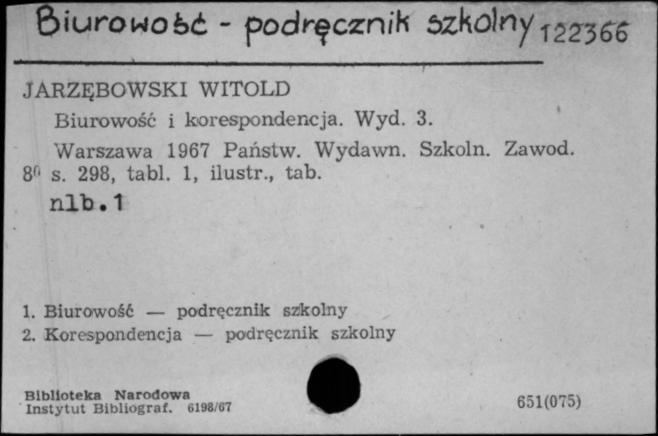 Biurowość - podręcznik szkolny 122366
JARZĘBOWSKI WITOLD
Biurowość i korespondencja. Wyd. 3.
Warszawa 1967 Państw. Wydawn. Szkoln. Zawod.
8⁰ s. 298, tabl. 1, ilustr., tab.
nlb. 1
1. Biurowość — podręcznik szkolny
2. Korespondencja — podręcznik szkolny
Biblioteka Narodowa
Instytut Bibliograf. 6198/67
651(075)